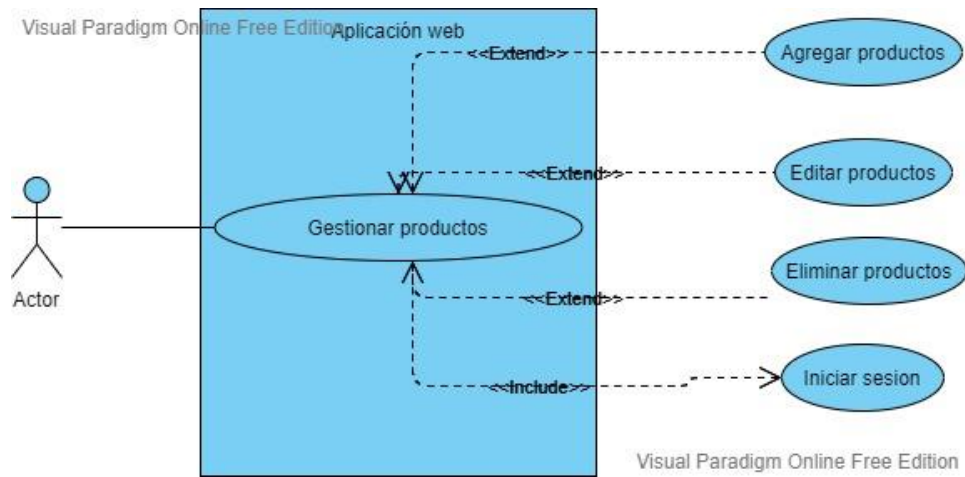 Visual Paradigm Online Free Edition
Aplicación web
<<Extend>>
Agregar productos
<<Extend>>
Editar productos
Gestionar productos
Actor
<<Extend>>
Eliminar productos
<<Include>>
Iniciar sesion
Visual Paradigm Online Free Edition